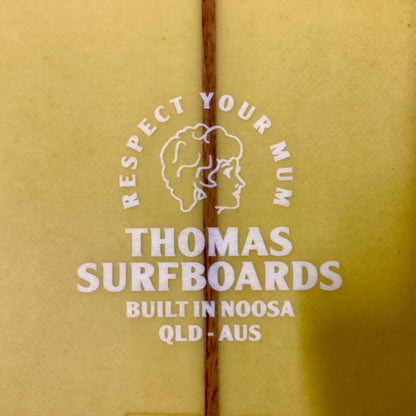 RESPECT YOUR MUM
THOMAS
SURFBOARDS
BUILT IN NOOSA
QLD - AUS